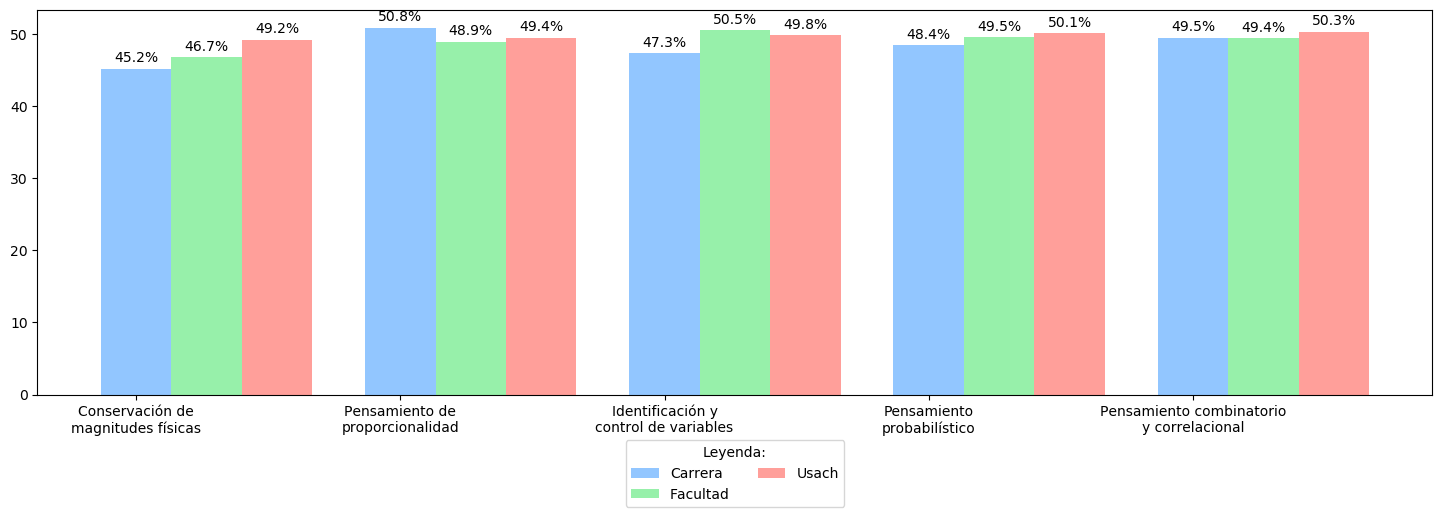 50.8%
48.9%
49.4%
50.5%
49.8%
49.5%
50.1%
49.5%
49.4%
50.3%
49.2%
47.3%
48.4%
46.7%
45.2%
50
40
30
20
10
0
Conservación de
magnitudes físicas
Pensamiento de
proporcionalidad
Identificación y
control de variables
Pensamiento
probabilístico
Pensamiento combinatorio
y correlacional
Leyenda:
Carrera
Facultad
Usach